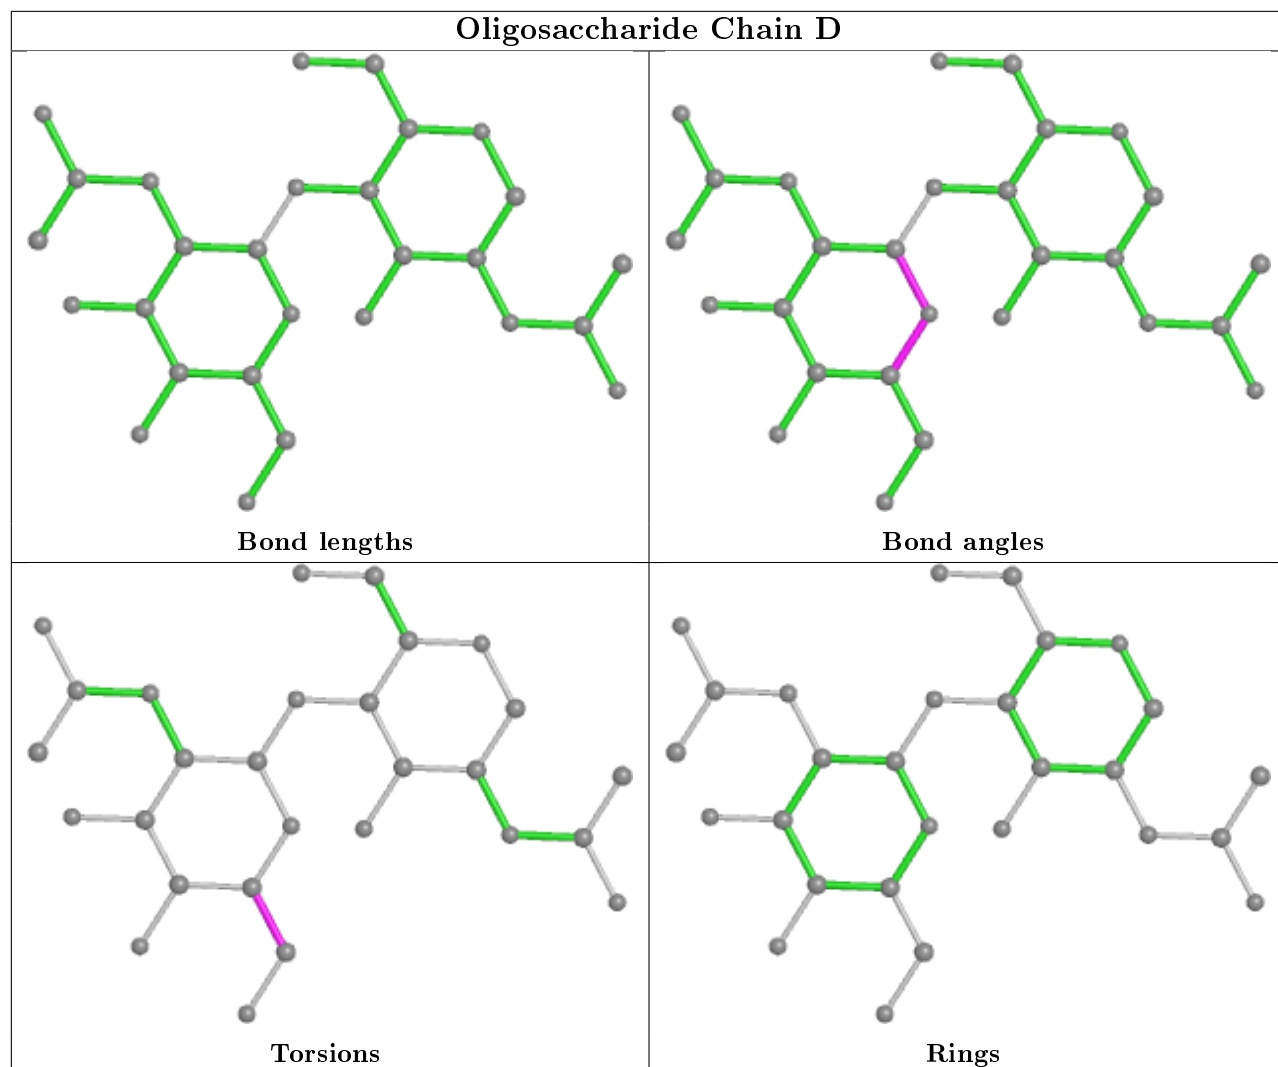 Oligosaccharide Chain D
Bond lengths
Bond angles
Torsions
Rings